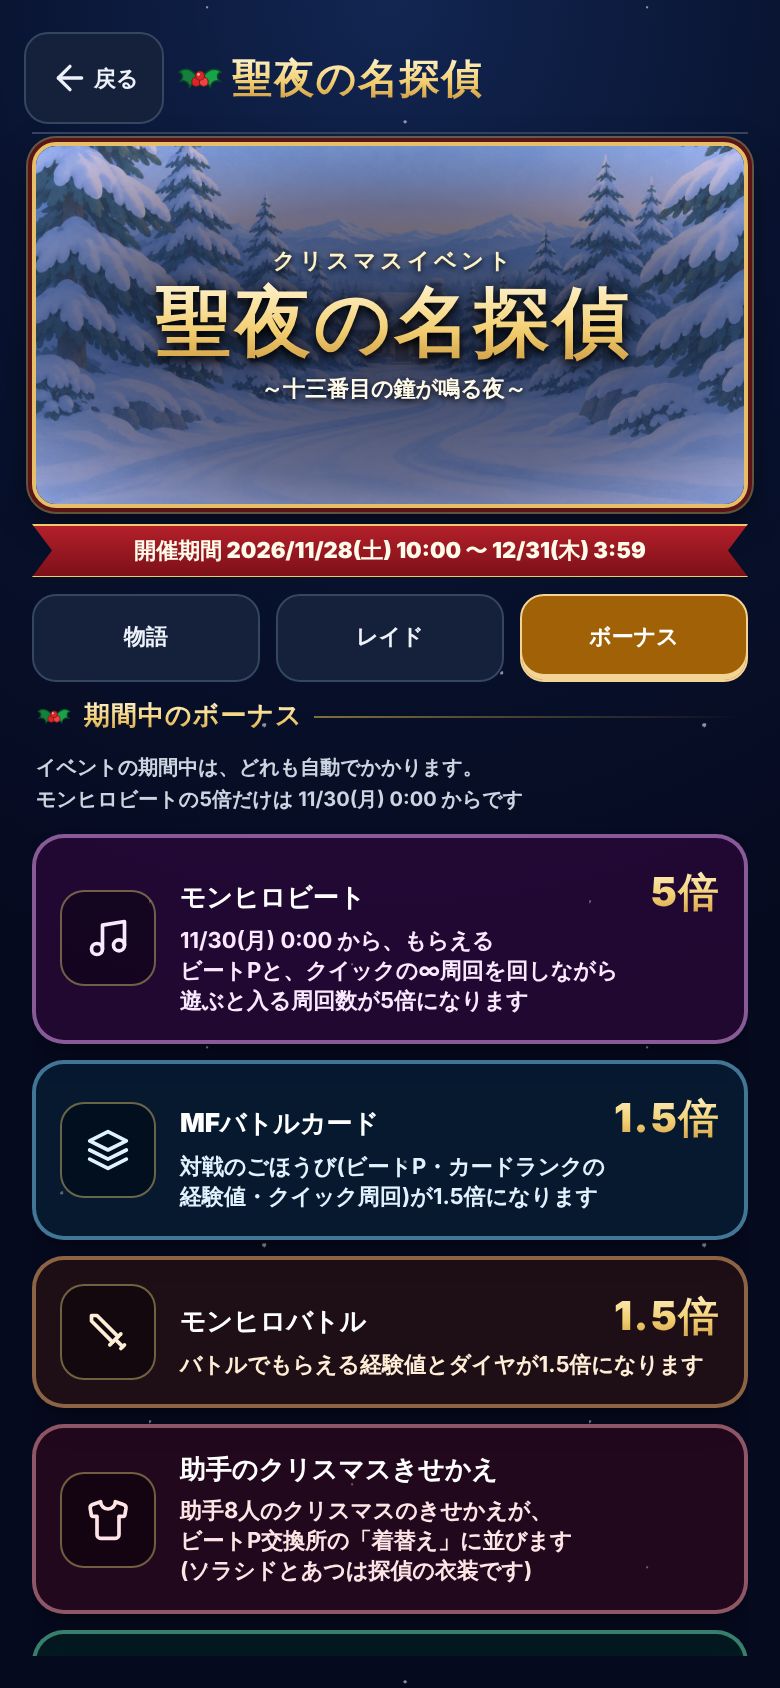 戻る
聖夜の名探偵
クリスマスイベント
聖夜の名探偵
～十三番目の鐘が鳴る夜～
開催期間 2026/11/28(土) 10:00 〜 12/31(木) 3:59
物語
レイド
ボーナス
期間中のボーナス
イベントの期間中は、どれも自動でかかります。
モンヒロビートの5倍だけは 11/30(月) 0:00 からです
モンヒロビート
5倍
11/30(月) 0:00 から、もらえる
ビートPと、クイックの∞周回を回しながら
遊ぶと入る周回数が5倍になります
MFバトルカード
1.5倍
対戦のごほうび(ビートP・カードランクの
経験値・クイック周回)が1.5倍になります
モンヒロバトル
1.5倍
バトルでもらえる経験値とダイヤが1.5倍になります
助手のクリスマスきせかえ
助手8人のクリスマスのきせかえが、
ビートP交換所の「着替え」に並びます
(ソラシドとあつは探偵の衣装です)